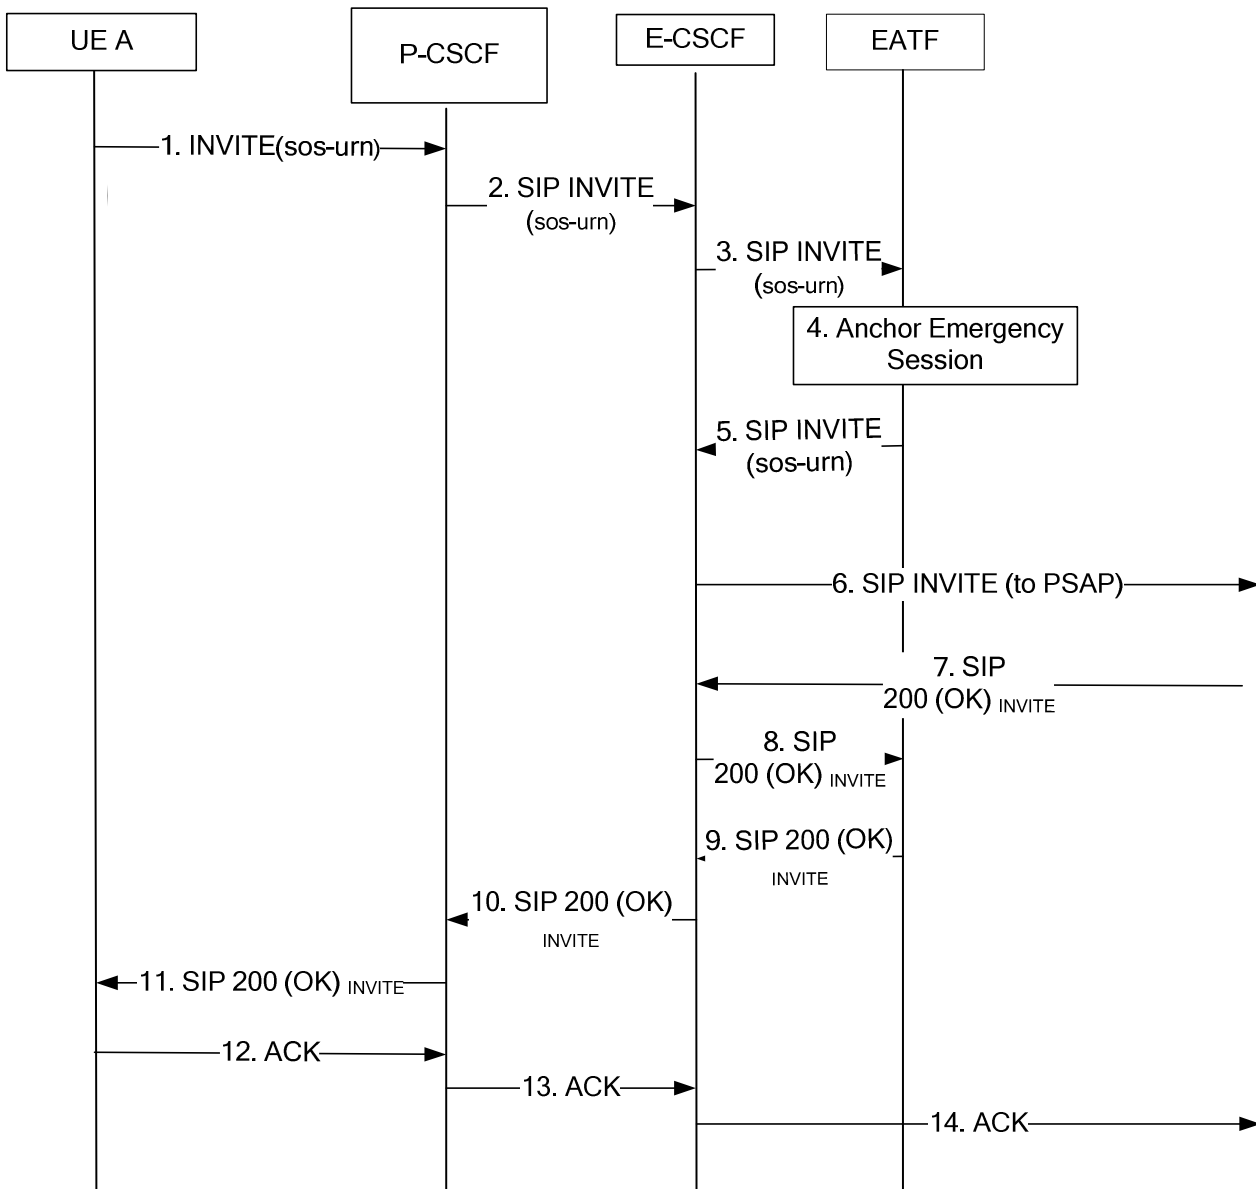 UE A
P-CSCF
E-CSCF
EATF
1. INVITE(sos-urn)
2. SIP INVITE
(sos-urn)
3. SIP INVITE
(sos-urn)
4. Anchor Emergency
Session
5. SIP INVITE
(sos-urn)
6. SIP INVITE (to PSAP)
7. SIP
200 (OK) INVITE
8. SIP
200 (OK) INVITE
9. SIP 200 (OK)
INVITE
10. SIP 200 (OK)
INVITE
11. SIP 200 (OK) INVITE
12. ACK
13. ACK
14. ACK